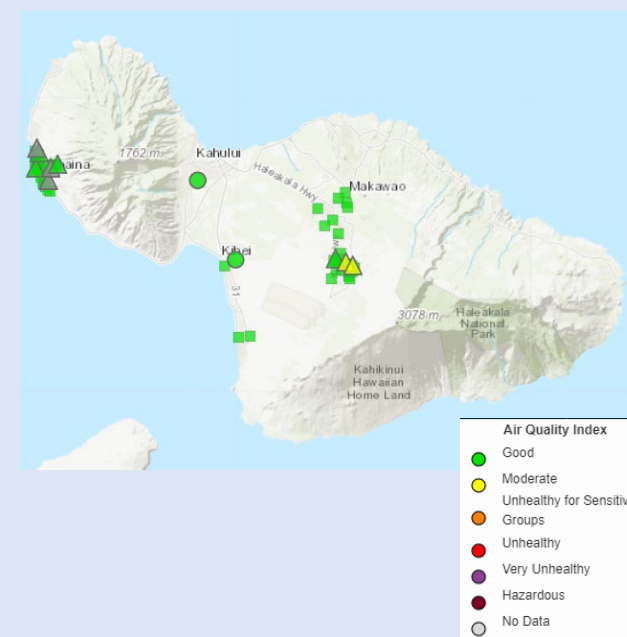 1762 m
Kahului
aina
Haleakala Hwy
Makawao
Kihei
31
3078 m
Haleakala
National
Park
Kahikinui
Hawaiian
Home Land
Air Quality Index
Good
Moderate
Unhealthy for Sensitiv
Groups
Unhealthy
Very Unhealthy
Hazardous
No Data